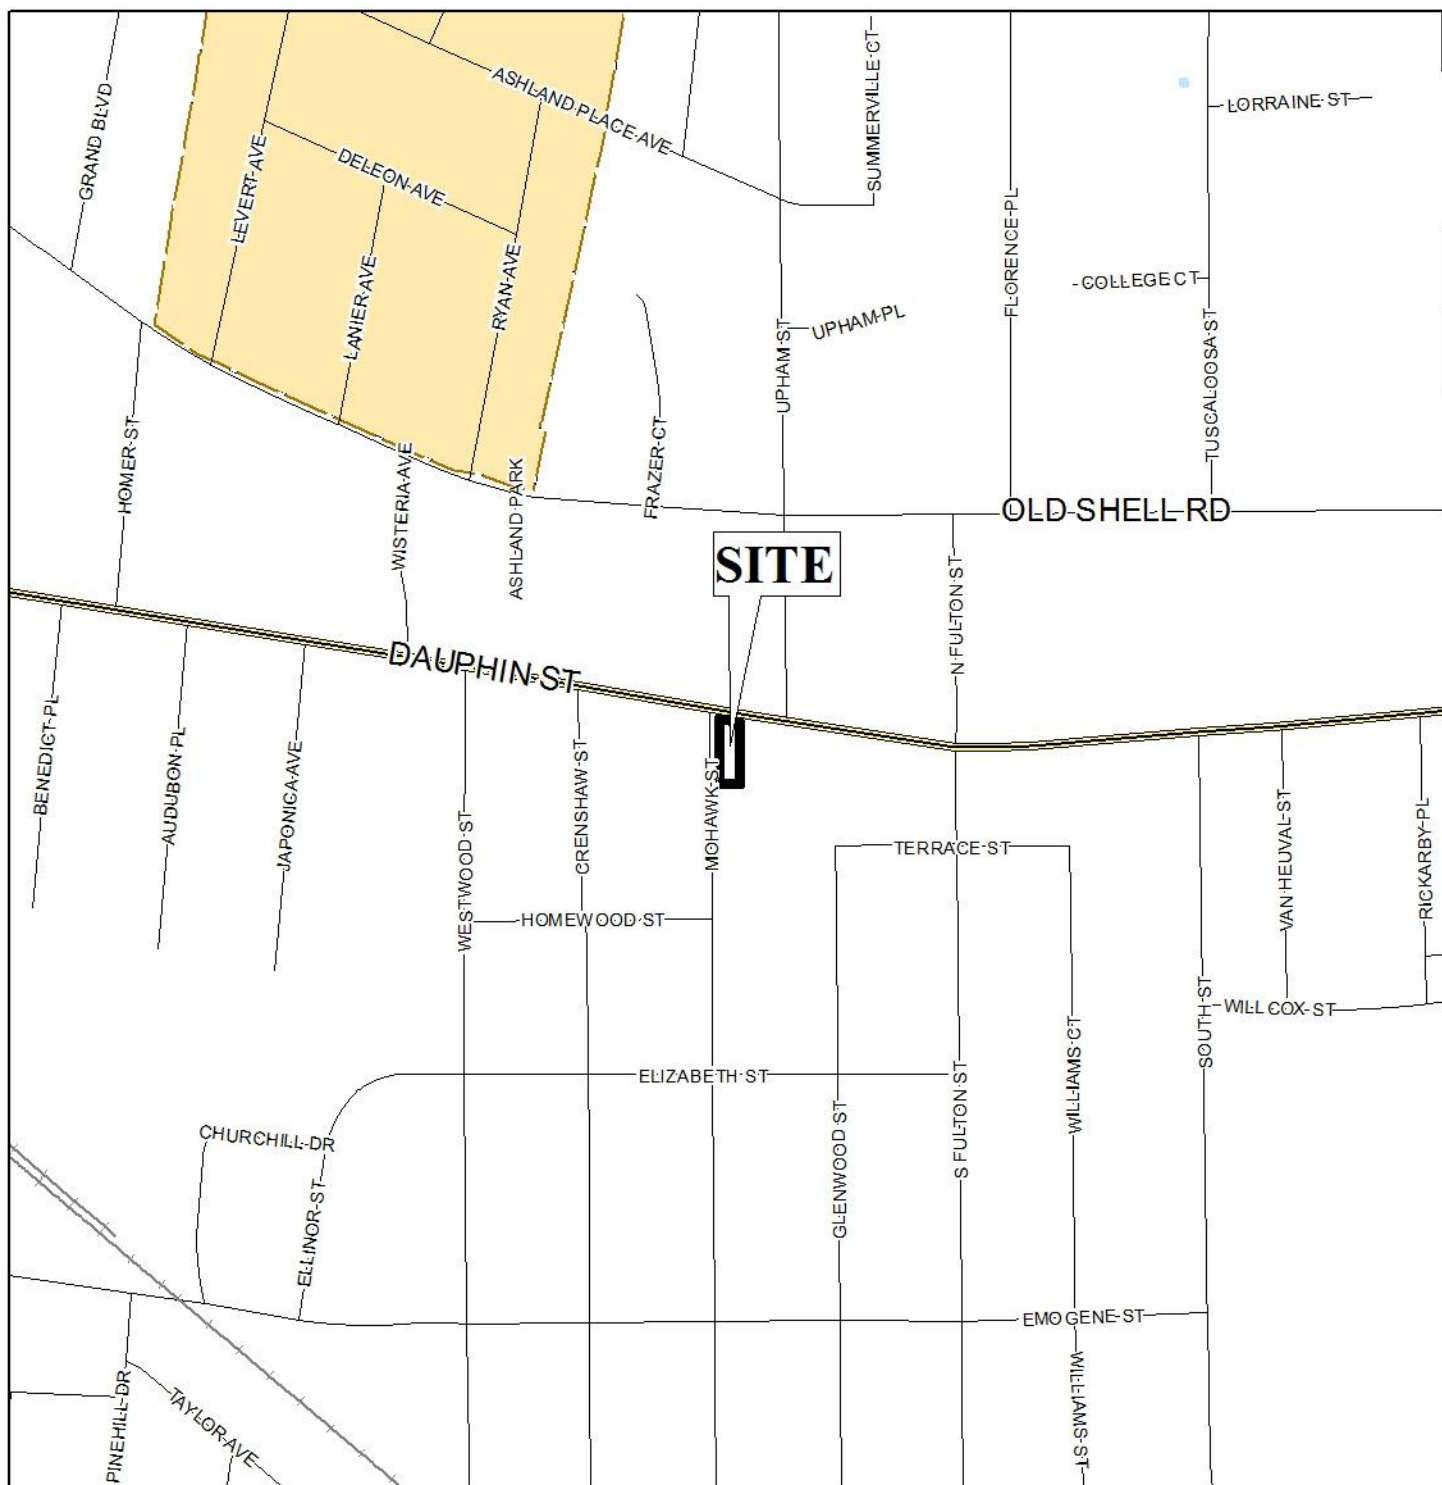 ASHLAND PLACE AVE
SUMMERVILLE CT
LORRAINE ST
GRAND BLVD
LEVERT AVE
DELEON AVE
FLORENCE PL
COLLEGE CT
LANIER AVE
RYAN AVE
UPHAM ST
UPHAM PL
TUSCALOOSA ST
HOMER ST
WISTERIA AVE
ASHLAND PARK
FRAZER CT
OLD SHELL RD
SITE
N FULTON ST
DAUPHIN ST
BENEDICT PL
AUDUBON PL
JAPONICA AVE
WESTWOOD ST
CRENSHAW ST
MOHAWK ST
TERRACE ST
VAN HEUVAL ST
RICKARBY PL
HOMEWOOD ST
SOUTH ST
WILLCOX ST
ELIZABETH ST
GLENWOOD ST
S FULTON ST
WILLIAMS CT
CHURCHILL DR
ELLINOR ST
EMOGENE ST
PINEHILL DR
TAYLOR AVE
WILLIAMS ST